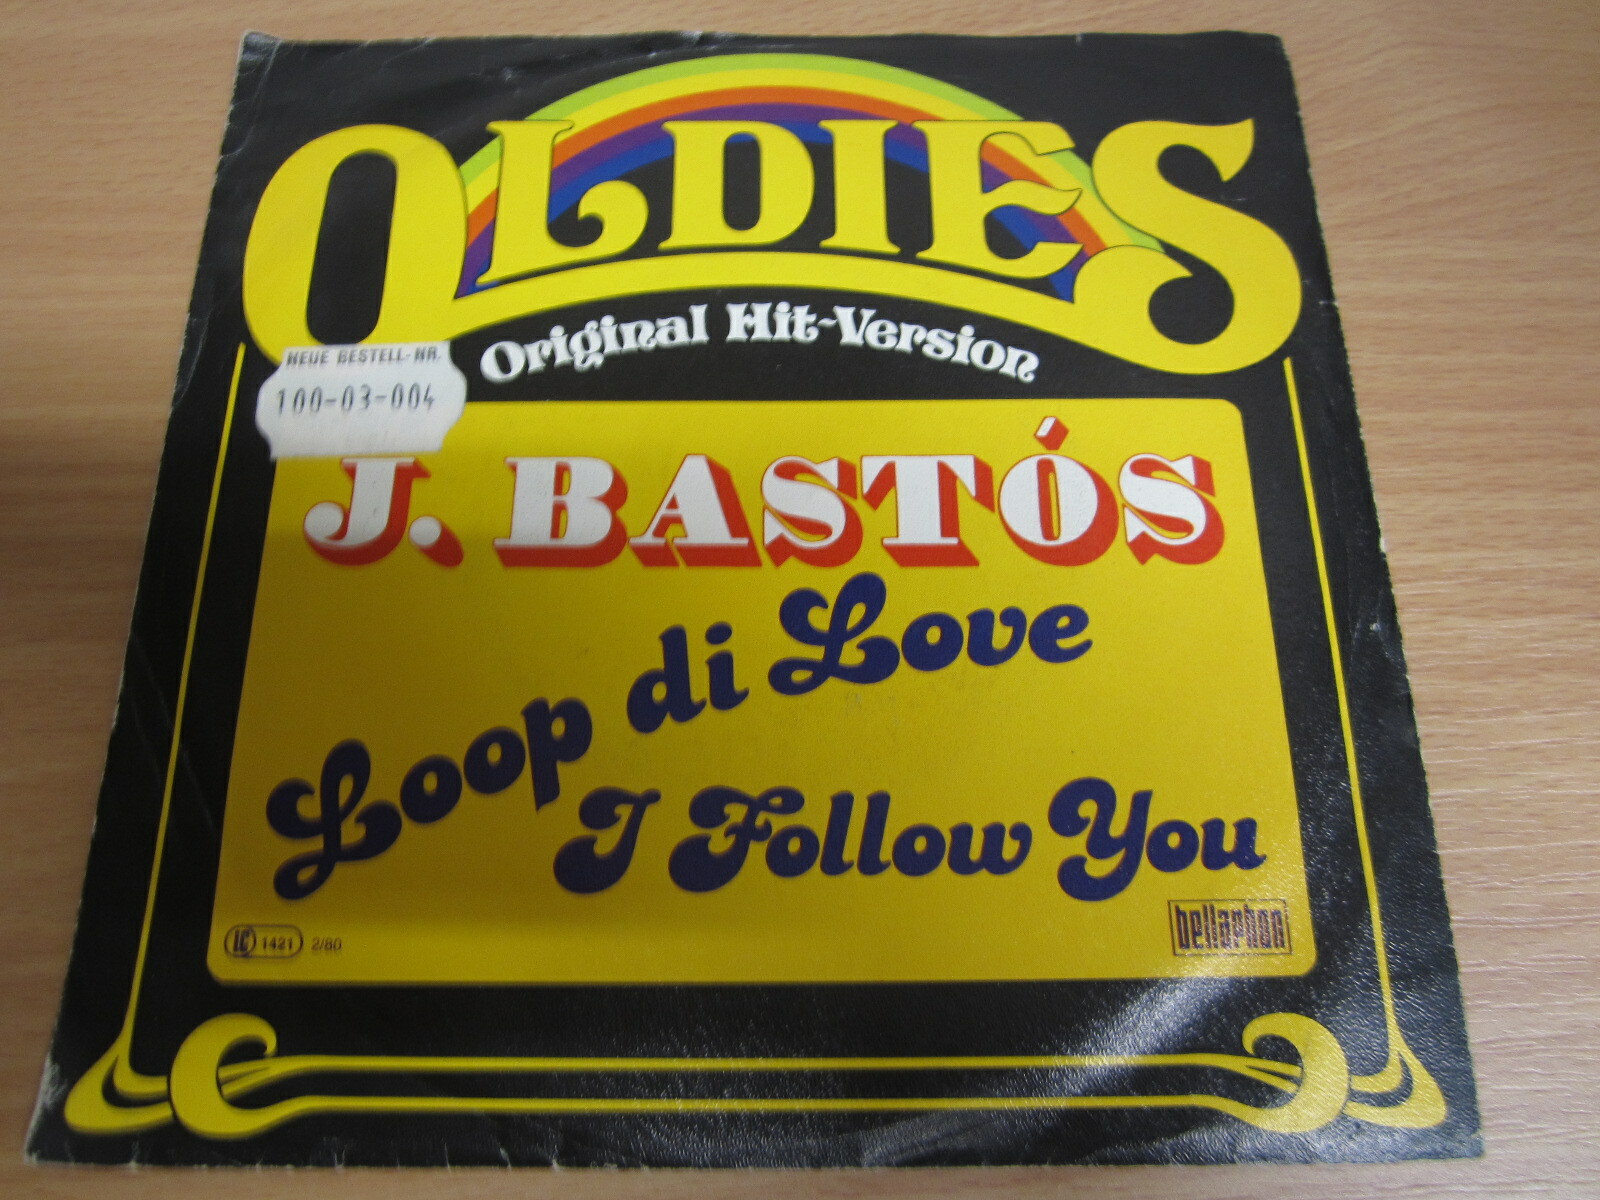 OLDIES
Original Hit-Version
NEUE BESTELL-NR.
100-03-004
J. BASTÓS
Loop di Love
I Follow You
LC 1421 2/80
bellaphon